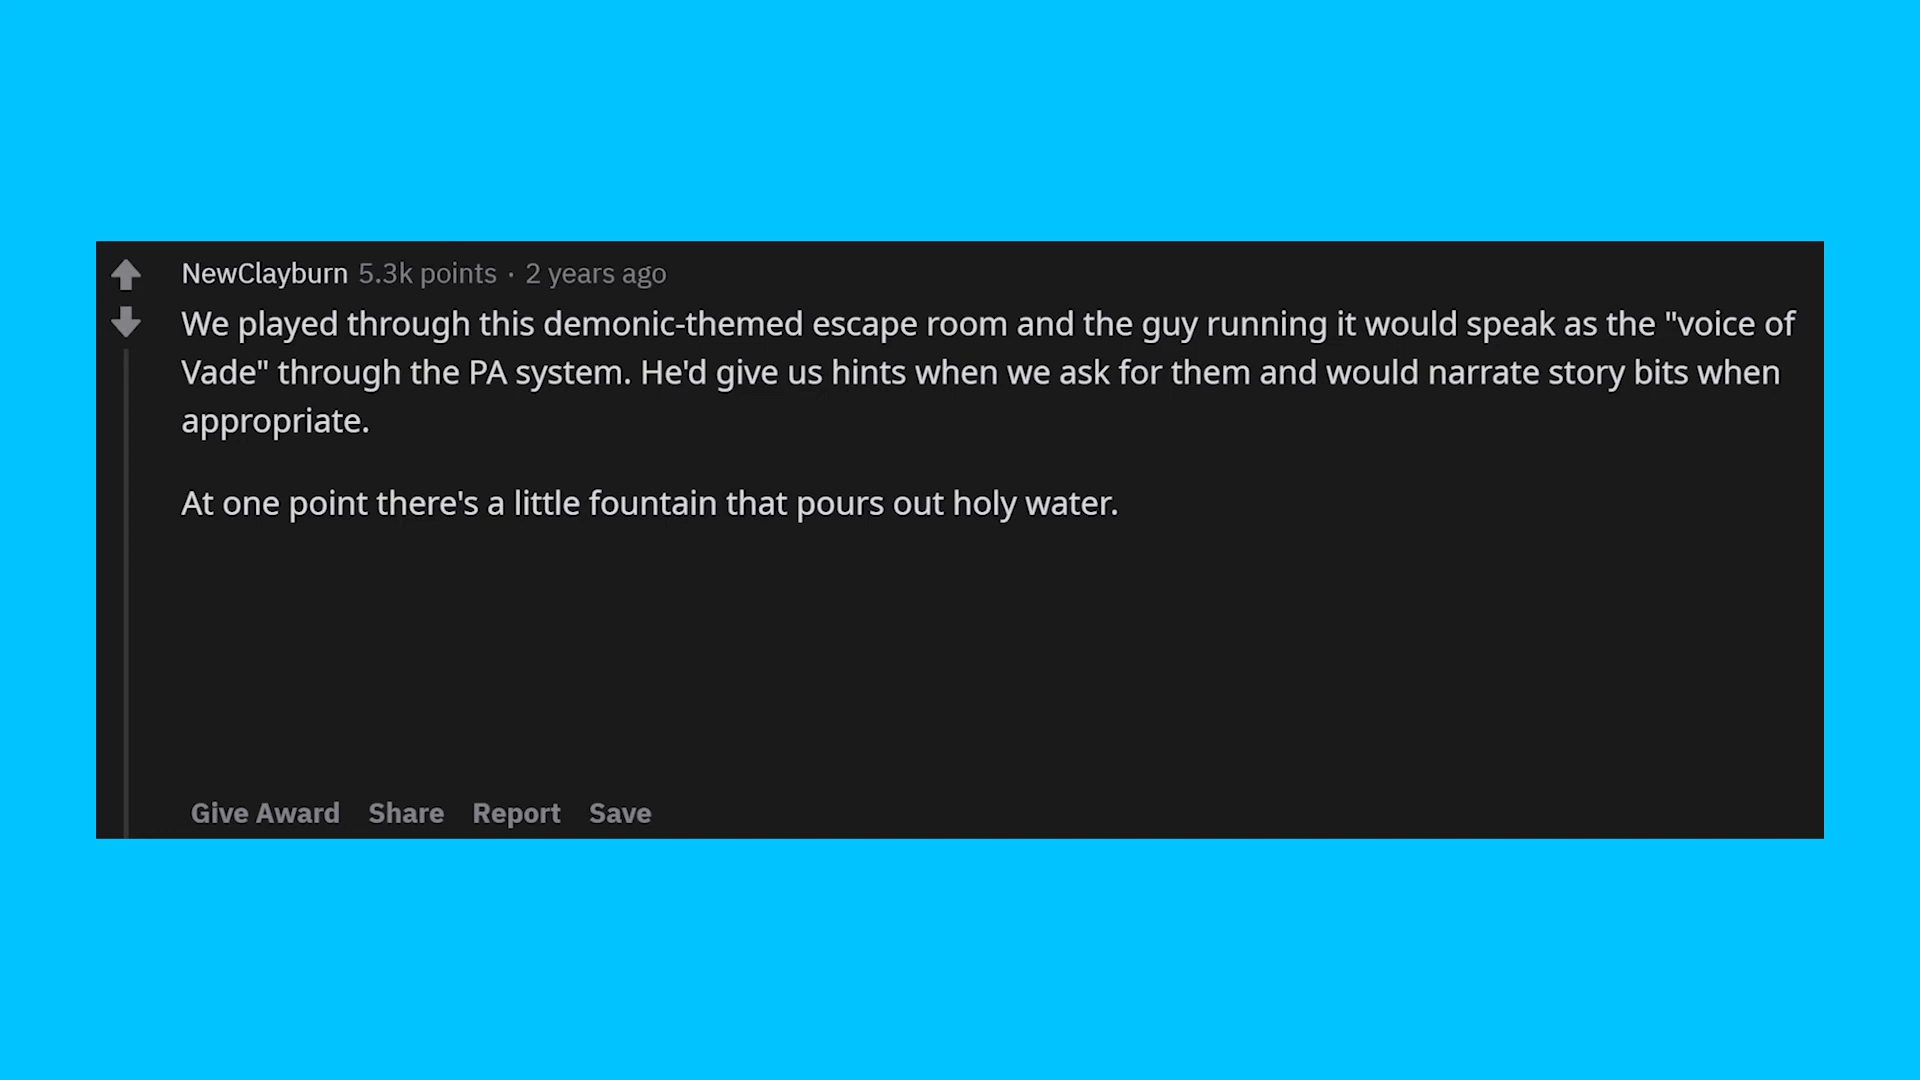 NewClayburn 5.3k points · 2 years ago
We played through this demonic-themed escape room and the guy running it would speak as the "voice of
Vade" through the PA system. He'd give us hints when we ask for them and would narrate story bits when
appropriate.
At one point there's a little fountain that pours out holy water.
Give Award Share Report Save